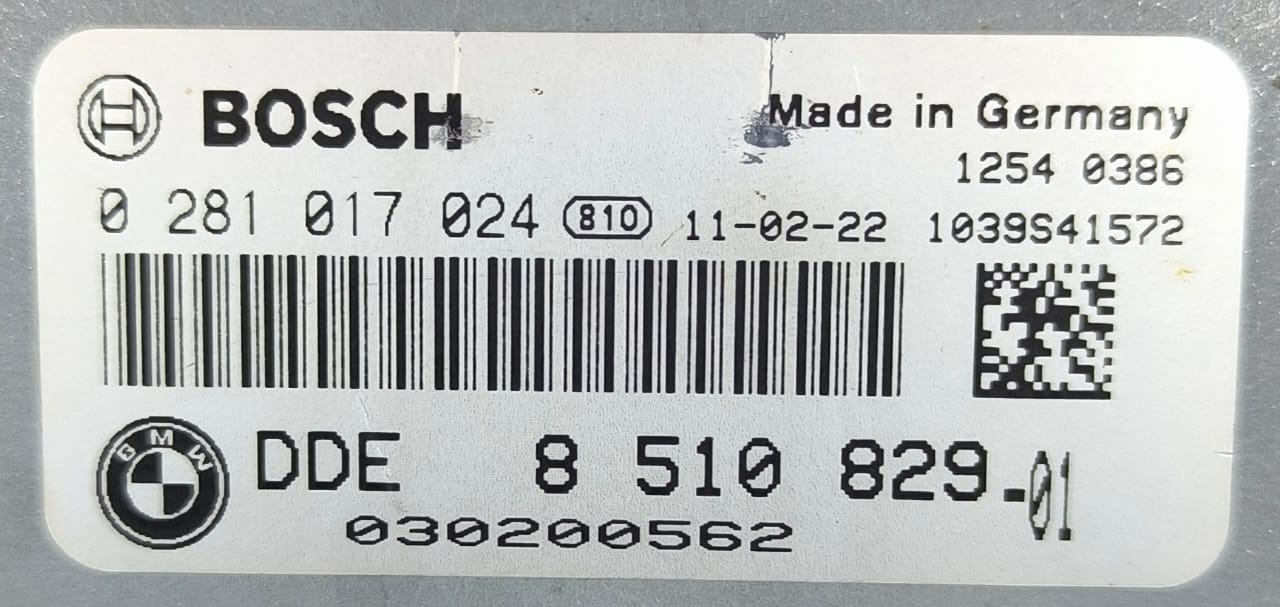 BOSCH
Made in Germany
1254 0386
0 281 017 024 810 11-02-22 1039S41572
BMW
DDE 8 510 829.01
030200562